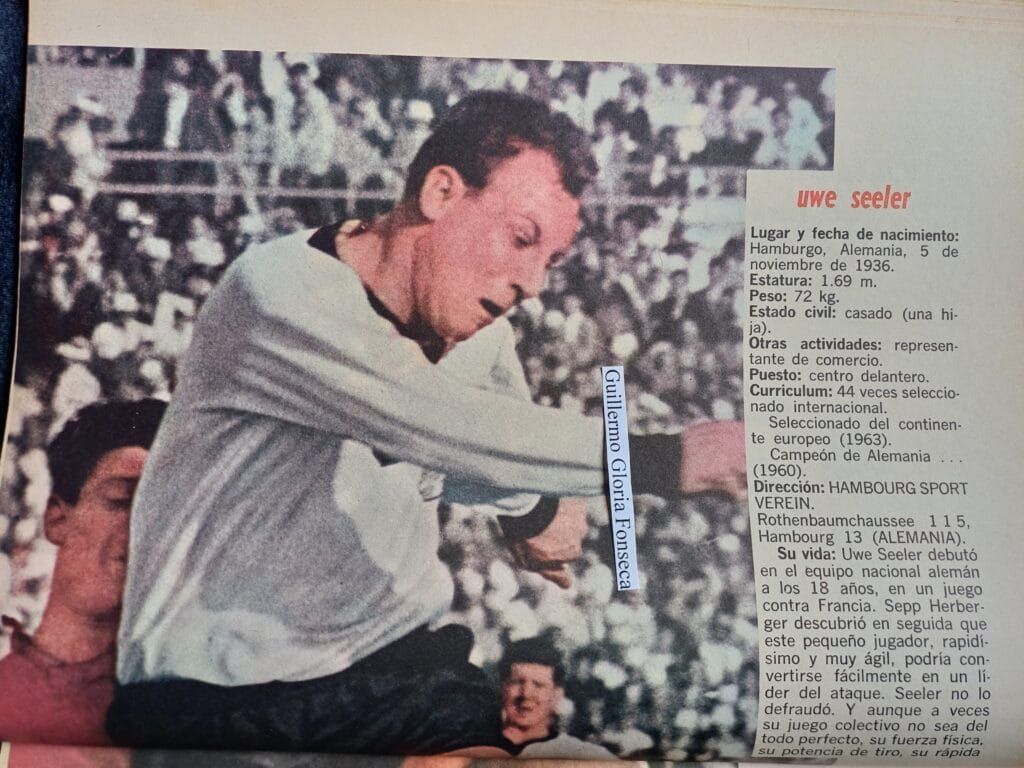 uwe seeler
Lugar y fecha de nacimiento:
Hamburgo, Alemania, 5 de
noviembre de 1936.
Estatura: 1.69 m.
Peso: 72 kg.
Estado civil: casado (una hi-
ja).
Otras actividades: represen-
tante de comercio.
Puesto: centro delantero.
Curriculum: 44 veces seleccio-
nado internacional.
Seleccionado del continen-
te europeo (1963).
Campeón de Alemania . . .
(1960).
Dirección: HAMBOURG SPORT
VEREIN.
Rothenbaumchaussee 1 1 5,
Hambourg 13 (ALEMANIA).
Su vida: Uwe Seeler debutó
en el equipo nacional alemán
a los 18 años, en un juego
contra Francia. Sepp Herber-
ger descubrió en seguida que
este pequeño jugador, rapidí-
simo y muy ágil, podría con-
vertirse fácilmente en un lí-
der del ataque. Seeler no lo
defraudó. Y aunque a veces
su juego colectivo no sea del
todo perfecto, su fuerza física,
su potencia de tiro, su rápida
Guillermo Gloria Fonseca